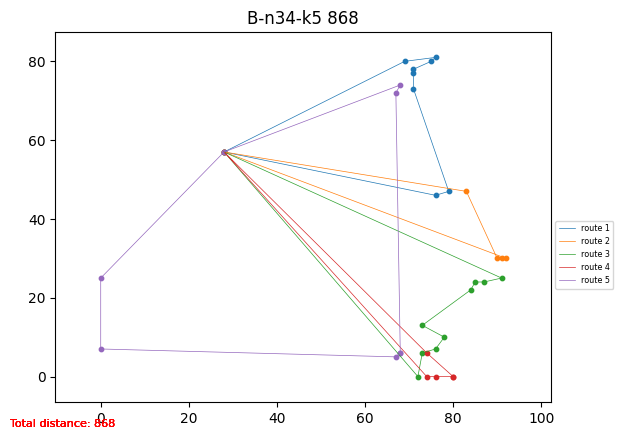 B-n34-k5 868
80
60
40
20
0
0 20 40 60 80 100
route 1
route 2
route 3
route 4
route 5
Total distance: 868